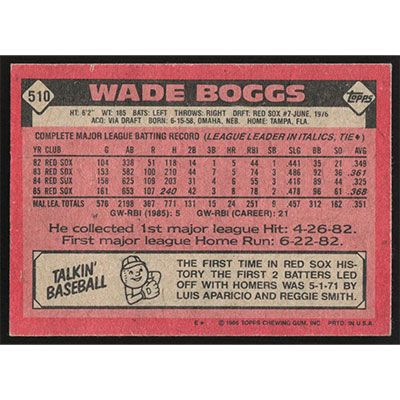 510
WADE BOGGS
Topps
HT: 6'2" WT: 185 BATS: LEFT THROWS: RIGHT DRFT: RED SOX #7-JUNE, 1976
ACQ: VIA DRAFT BORN: 6-15-58, OMAHA, NEB. HOME: TAMPA, FLA.
COMPLETE MAJOR LEAGUE BATTING RECORD (LEAGUE LEADER IN ITALICS, TIE♦)
YR CLUB G AB R H 2B 3B HR RBI SB SLG BB SO AVG
82 RED SOX 104 338 51 118 14 1 5 44 1 .441 35 21 .349
83 RED SOX 153 582 100 210 44 7 5 74 3 .486 92 36 .361
84 RED SOX 158 625 109 203 31 6 6 55 3 .416 89 44 .325
85 RED SOX 161 653 107 240 42 3 8 78 2 .478 96 61 .368
MAJ. LEA. TOTALS 576 2198 367 771 131 17 24 251 9 312 162 .351
GW-RBI (1985): 5 GW-RBI (CAREER): 21
He collected 1st major league Hit: 4-26-82.
First major league Home Run: 6-22-82.
TALKIN'
BASEBALL
THE FIRST TIME IN RED SOX HIS
TORY THE FIRST 2 BATTERS LED
OFF WITH HOMERS WAS 5-1-71 BY
LUIS APARICIO AND REGGIE SMITH.
E* © 1986 TOPPS CHEWING GUM, INC. PRTD. IN U.S.A.